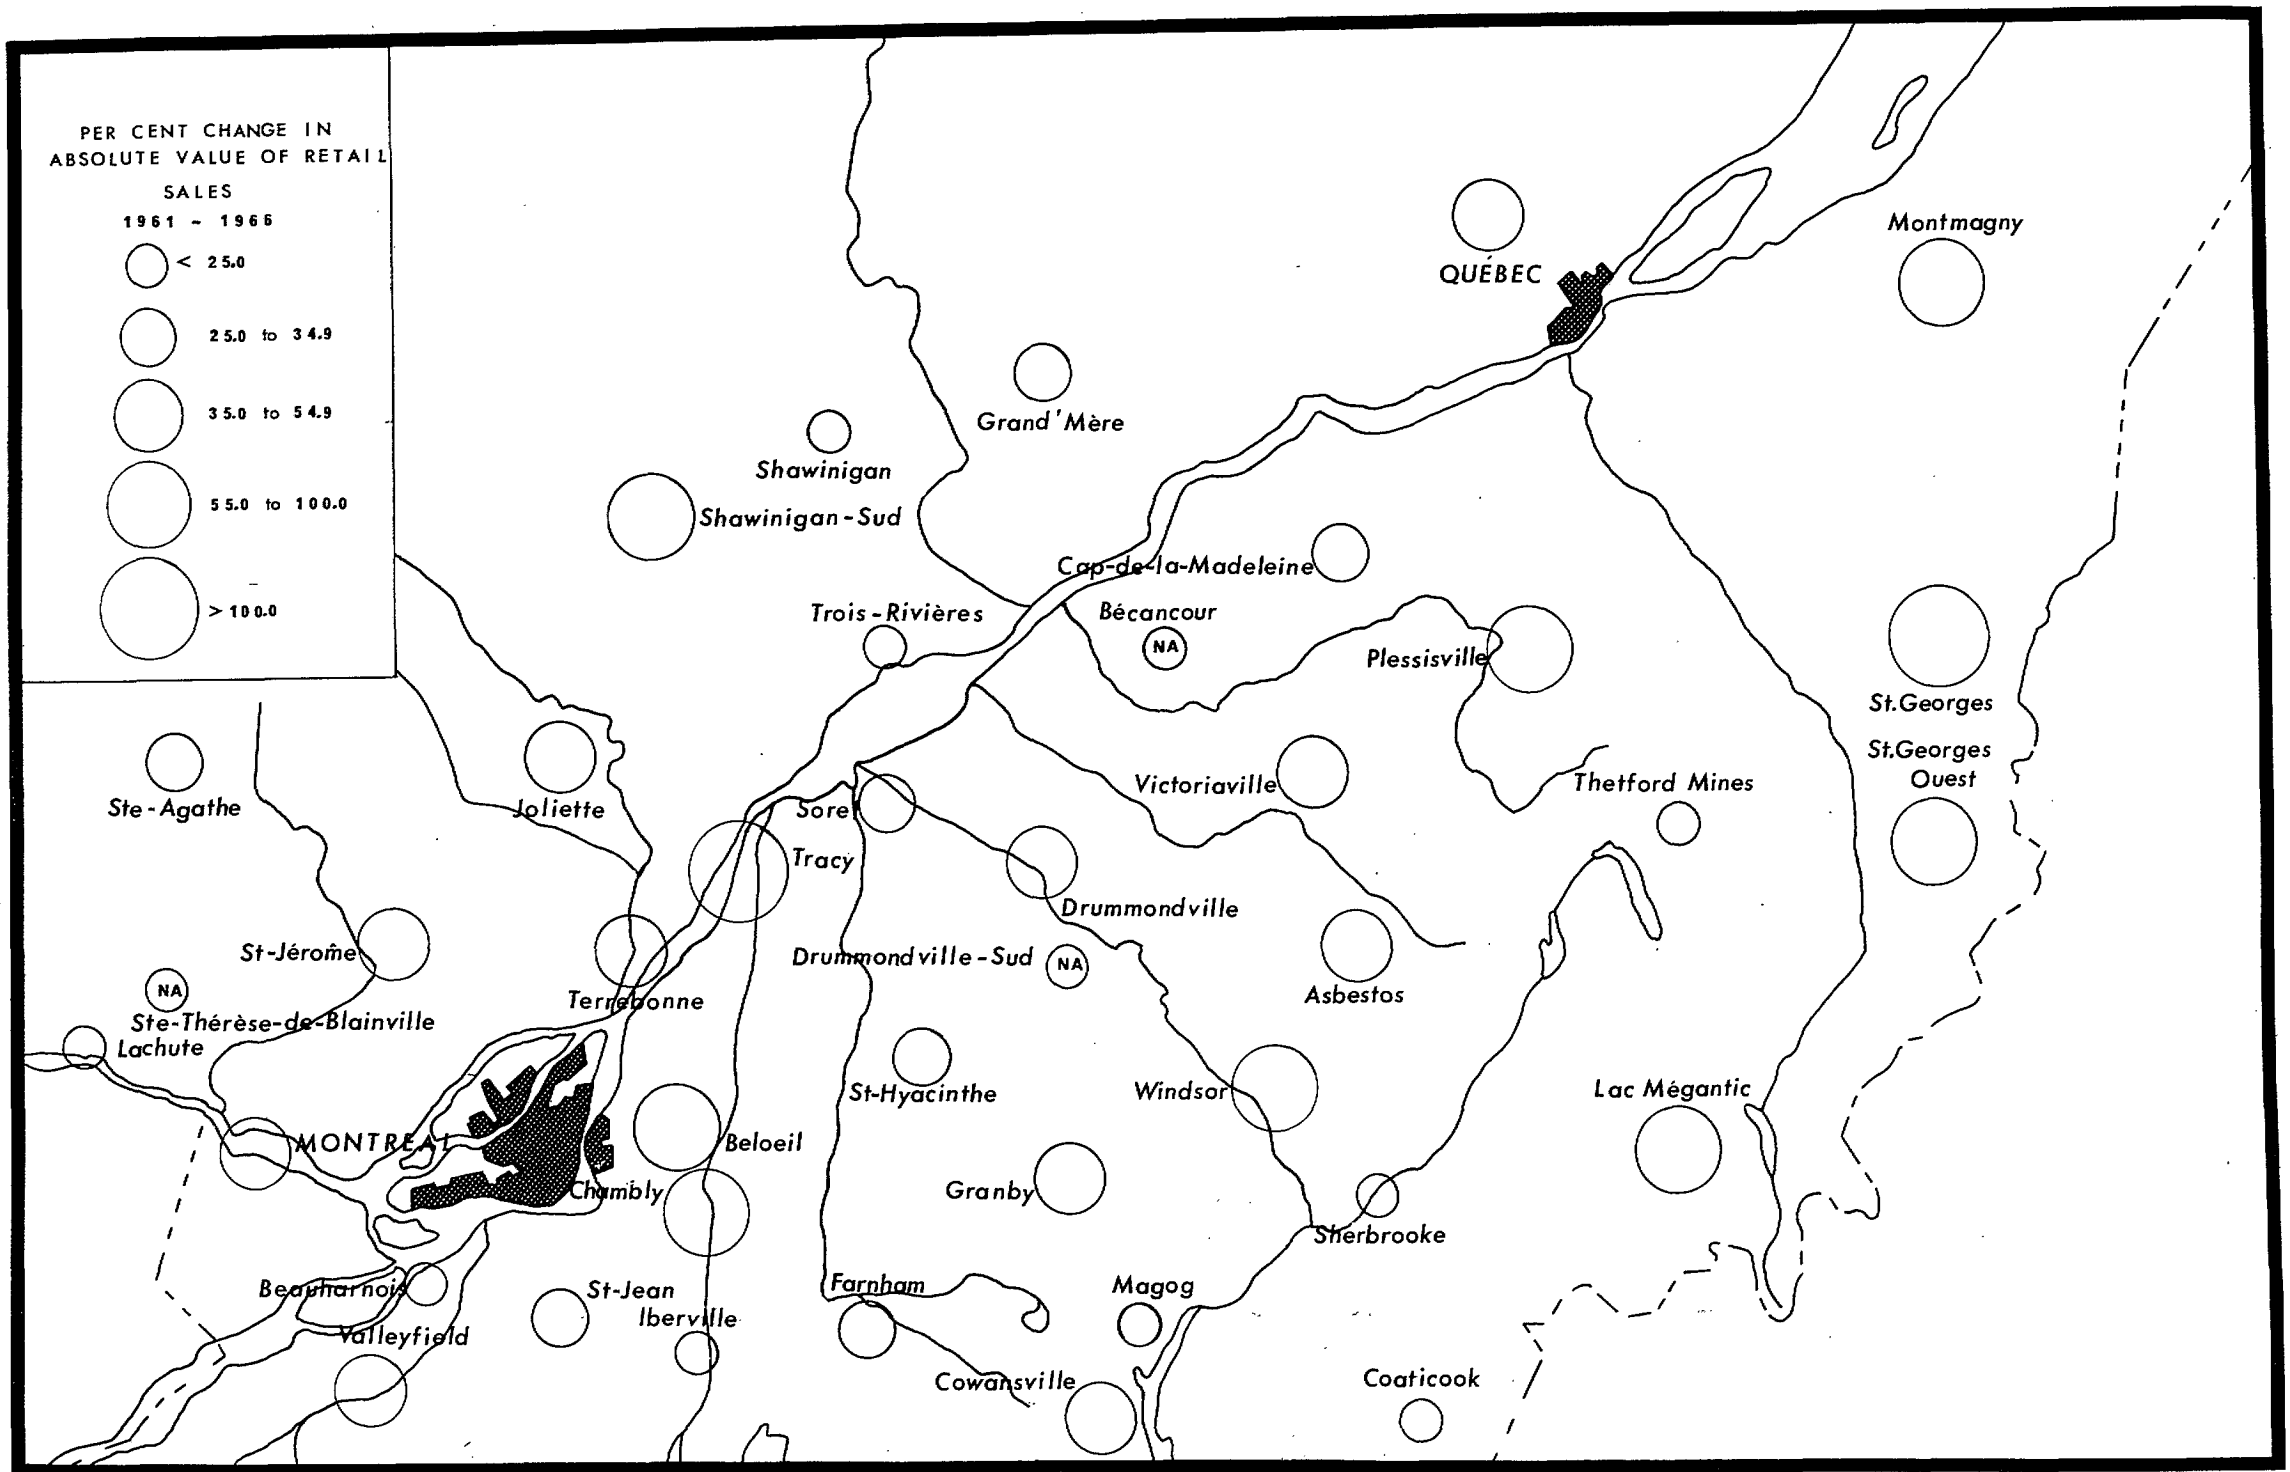 PER CENT CHANGE IN
ABSOLUTE VALUE OF RETAIL
SALES
1961 - 1966
< 25.0
25.0 to 34.9
35.0 to 54.9
55.0 to 100.0
> 100.0
QUÉBEC
Montmagny
Grand'Mère
Shawinigan
Shawinigan-Sud
Cap-de-la-Madeleine
Trois-Rivières
Bécancour
NA
Plessisville
St.Georges
St.Georges
Ouest
Ste-Agathe
Joliette
Victoriaville
Thetford Mines
Sorel
Tracy
Drummondville
St-Jérome
Drummondville-Sud
NA
Asbestos
NA
Terrebonne
Ste-Thérèse-de-Blainville
Lachute
St-Hyacinthe
Windsor
Lac Mégantic
MONTREAL
Beloeil
Chambly
Granby
Sherbrooke
Beauharnois
St-Jean
Farnham
Magog
Iberville
Valleyfield
Cowansville
Coaticook